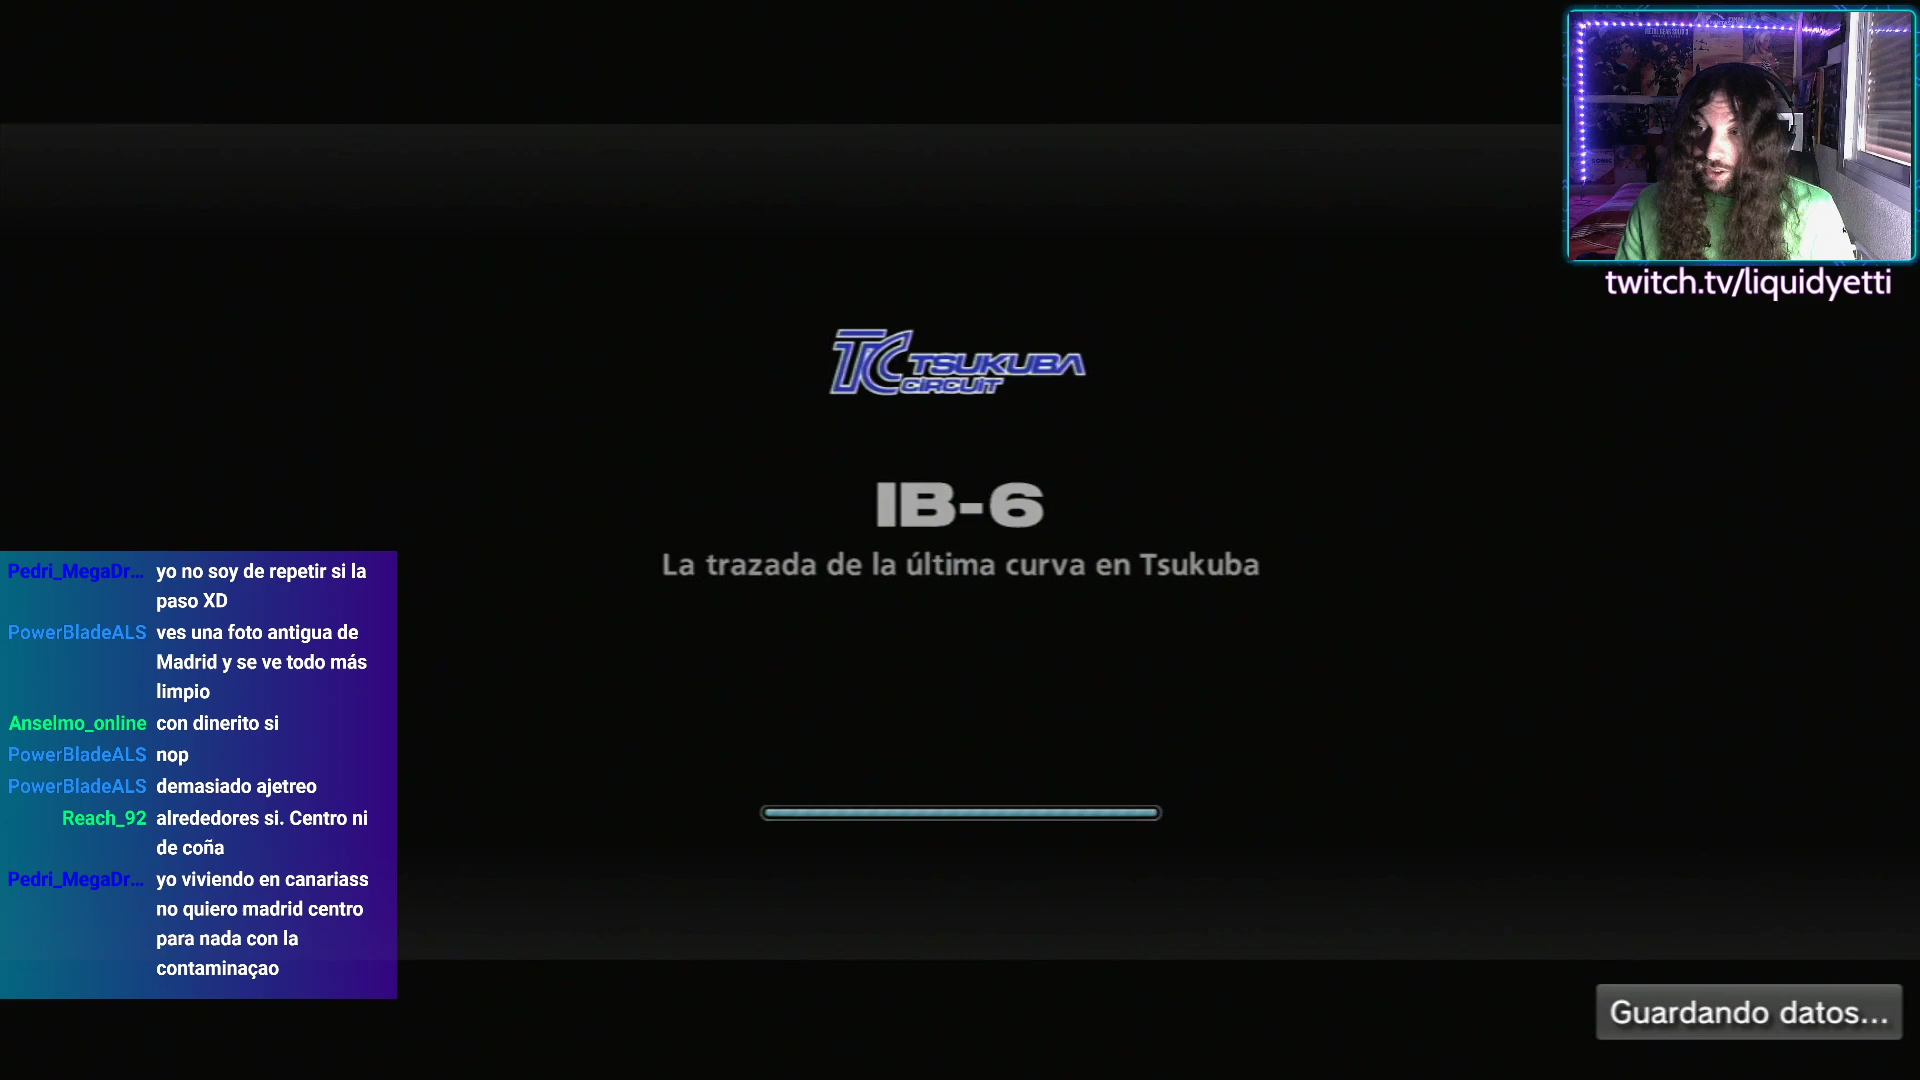 twitch.tv/liquidyetti
TC TSUKUBA
CIRCUIT
IB-6
La trazada de la última curva en Tsukuba
Pedri_MegaDr... yo no soy de repetir si la
paso XD
PowerBladeALS ves una foto antigua de
Madrid y se ve todo más
limpio
Anselmo_online con dinerito si
PowerBladeALS nop
PowerBladeALS demasiado ajetreo
Reach_92 alrededores si. Centro ni
de coña
Pedri_MegaDr... yo viviendo en canariass
no quiero madrid centro
para nada con la
contaminaçao
Guardando datos...